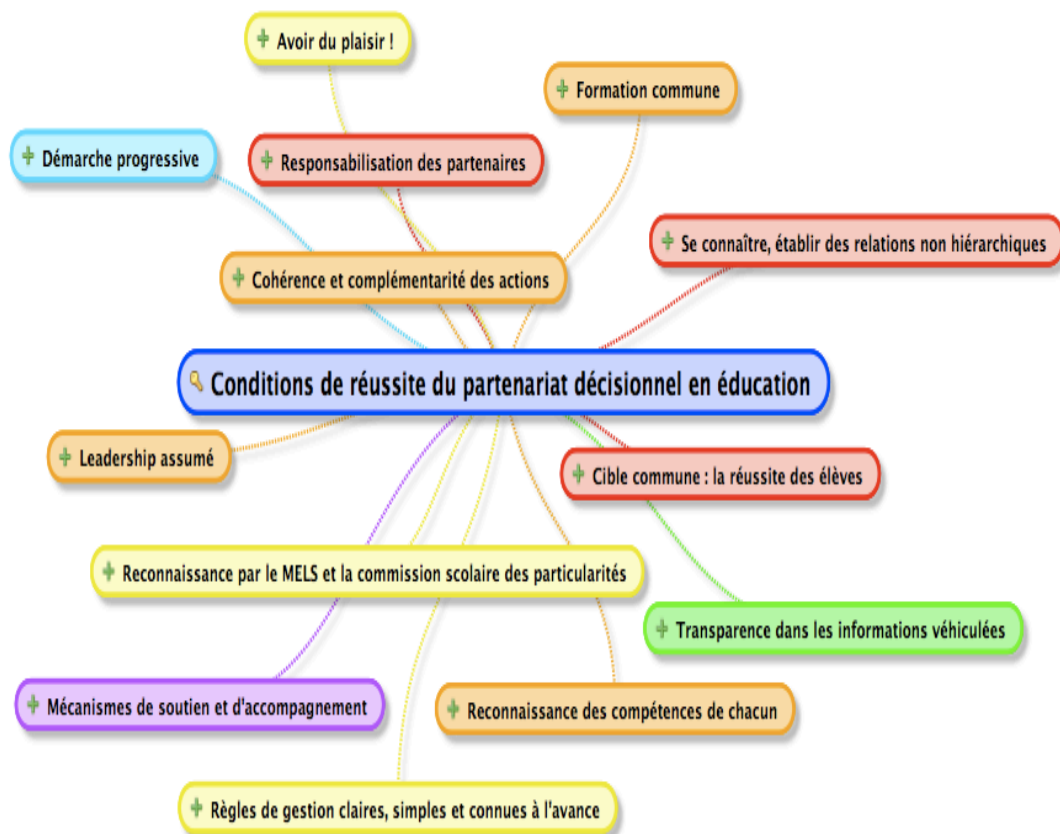 Avoir du plaisir !
Formation commune
Démarche progressive
Responsabilisation des partenaires
Se connaître, établir des relations non hiérarchiques
Cohérence et complémentarité des actions
Conditions de réussite du partenariat décisionnel en éducation
Leadership assumé
Cible commune : la réussite des élèves
Reconnaissance par le MELS et la commission scolaire des particularités
Transparence dans les informations véhiculées
Mécanismes de soutien et d'accompagnement
Reconnaissance des compétences de chacun
Règles de gestion claires, simples et connues à l'avance